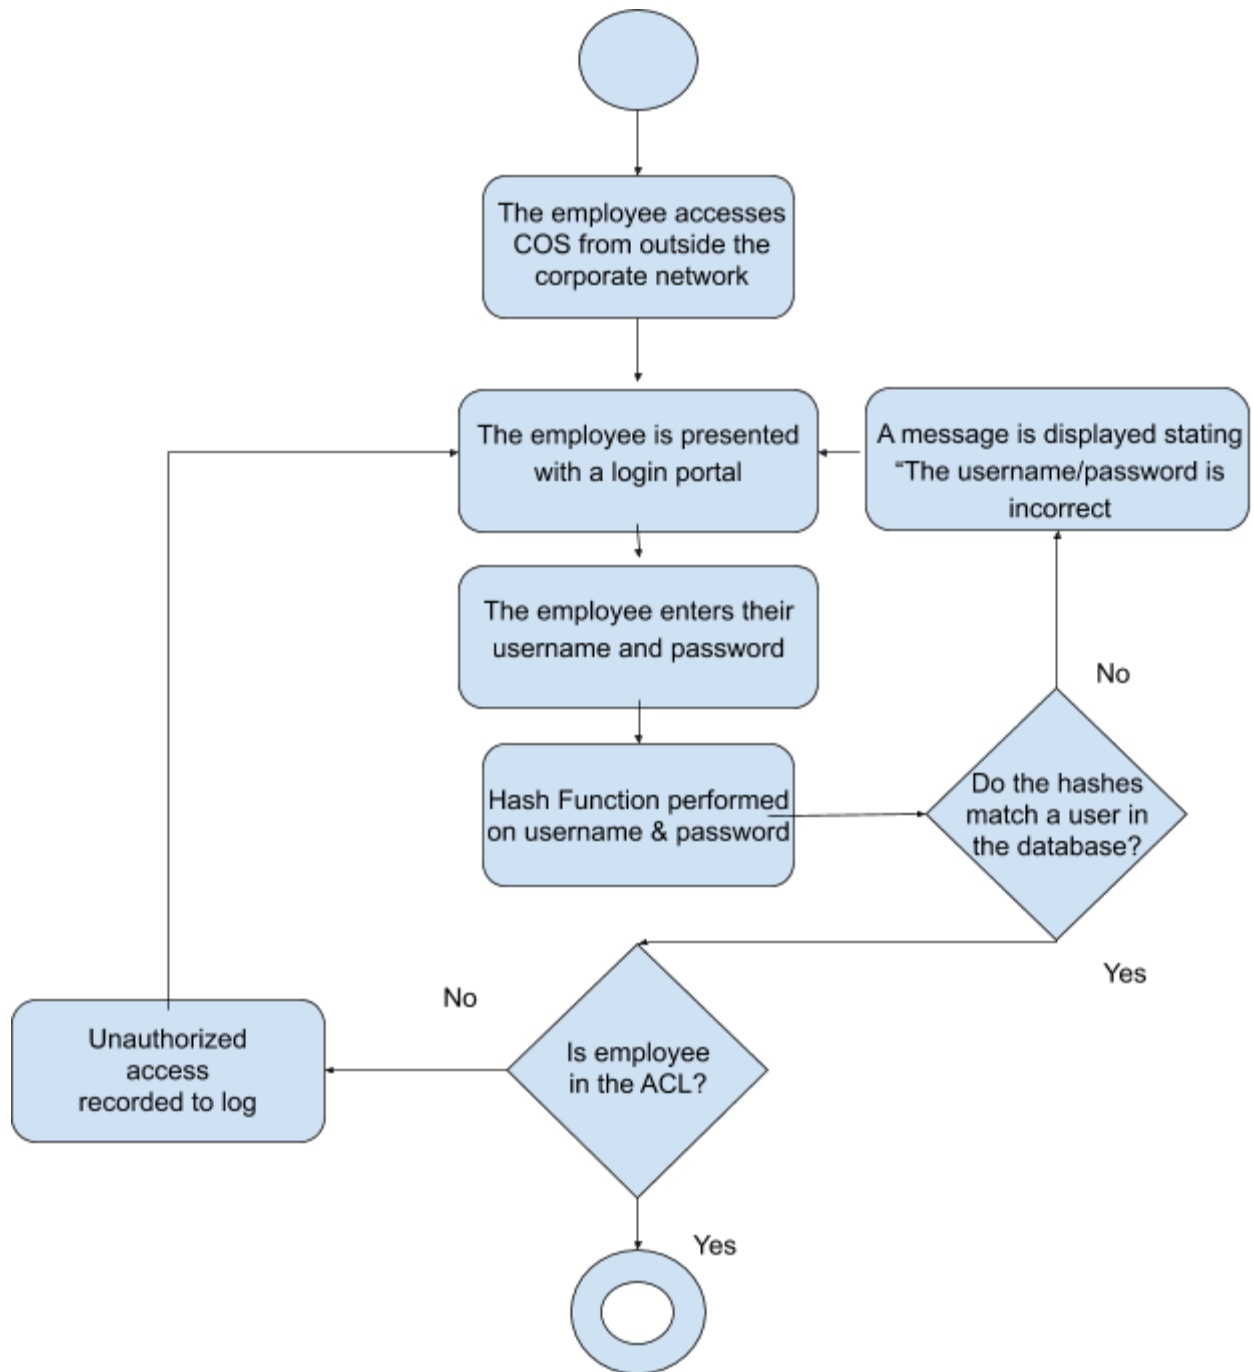 The employee accesses
COS from outside the
corporate network
The employee is presented
with a login portal
A message is displayed stating
“The username/password is
incorrect
The employee enters their
username and password
No
Hash Function performed
on username & password
Do the hashes
match a user in
the database?
Yes
No
Is employee
in the ACL?
Unauthorized
access
recorded to log
Yes